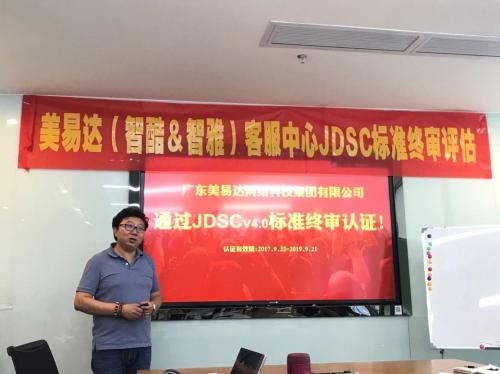 美易达（智酷&智雅）客服中心JDSC标准终审评估
广东美易达网络科技集团有限公司
通过JDSCv4.0标准终审认证！
认证有效期:2017.9.22-2019.9.21